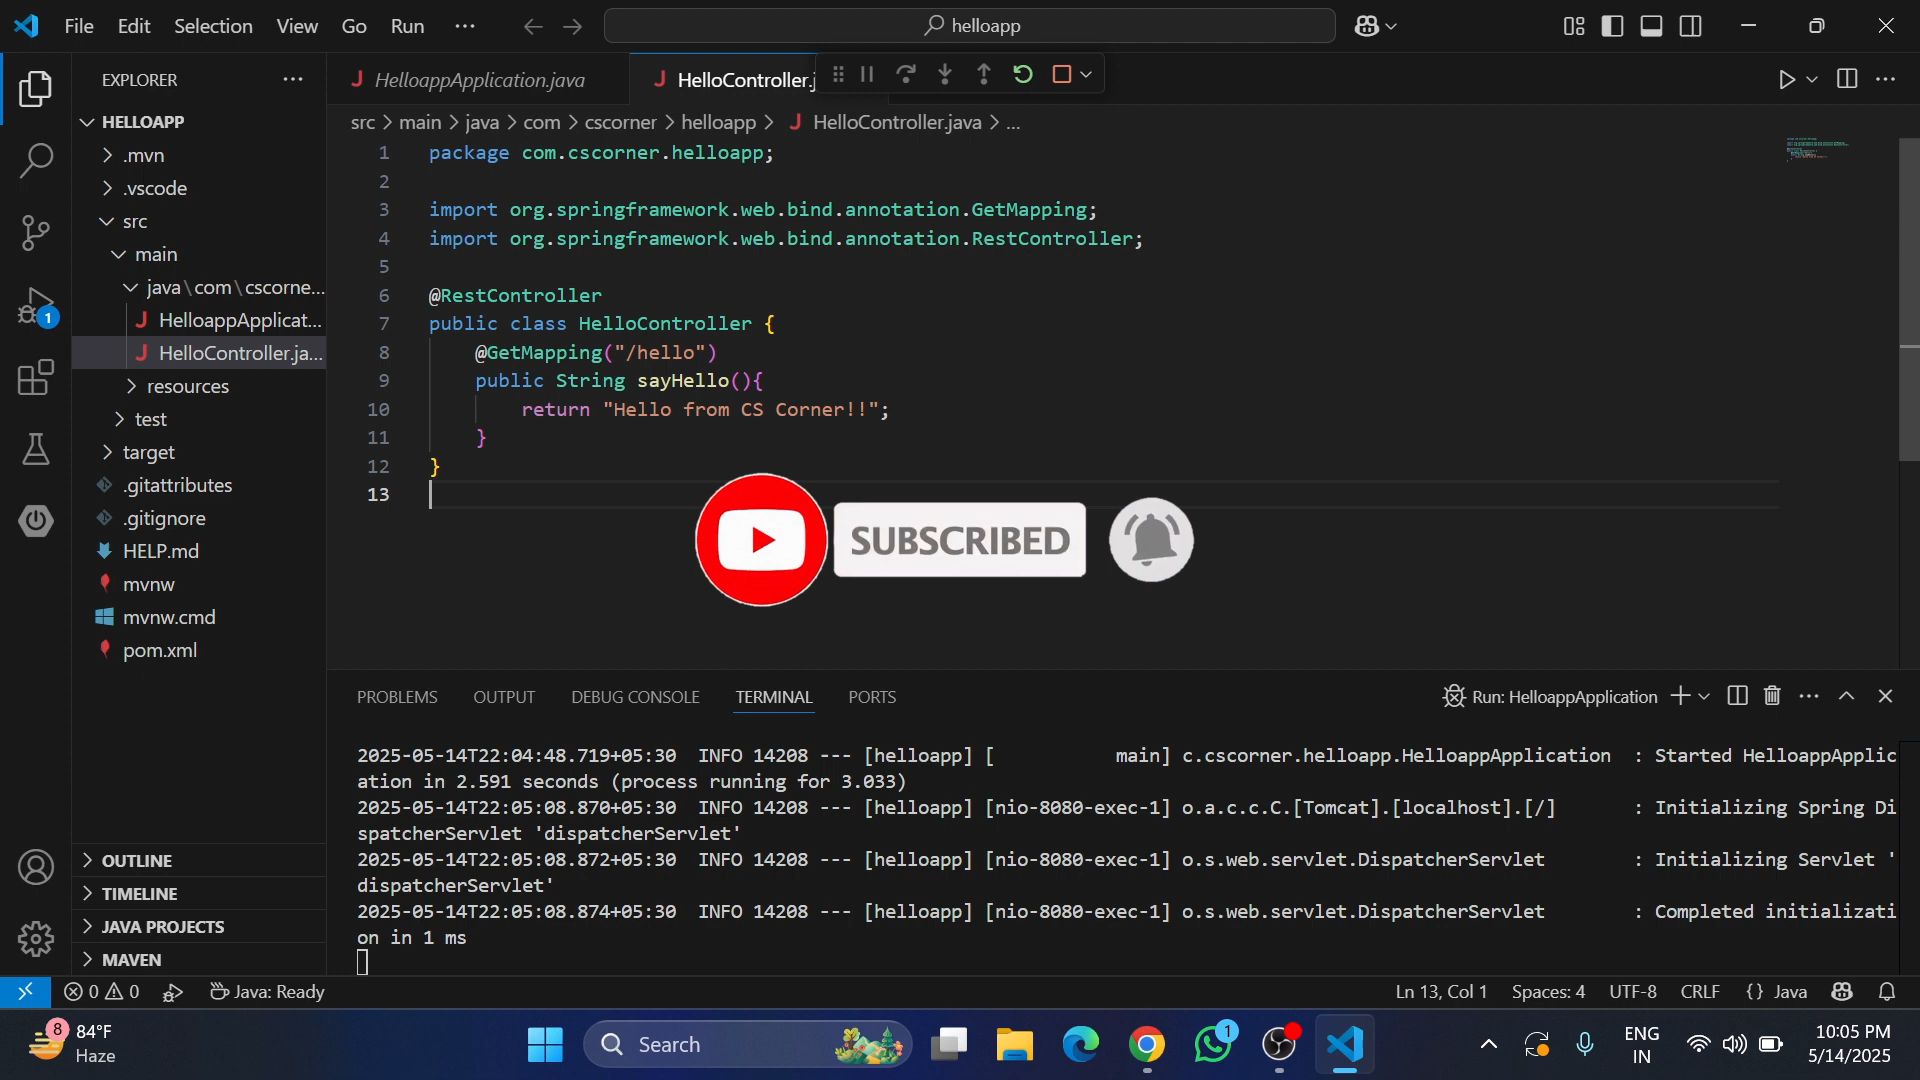 File Edit Selection View Go Run ··· helloapp
EXPLORER ···
HELLOAPP
.mvn
.vscode
src
main
java\com\cscorne...
HelloappApplicat...
HelloController.ja...
resources
test
target
.gitattributes
.gitignore
HELP.md
mvnw
mvnw.cmd
pom.xml
OUTLINE
TIMELINE
JAVA PROJECTS
MAVEN
1
HelloappApplication.java HelloController.j
src > main > java > com > cscorner > helloapp > HelloController.java > ...
1 package com.cscorner.helloapp;
2
3 import org.springframework.web.bind.annotation.GetMapping;
4 import org.springframework.web.bind.annotation.RestController;
5
6 @RestController
7 public class HelloController {
8 @GetMapping("/hello")
9 public String sayHello(){
10 return "Hello from CS Corner!!";
11 }
12 }
13
SUBSCRIBED
PROBLEMS OUTPUT DEBUG CONSOLE TERMINAL PORTS Run: HelloappApplication
2025-05-14T22:04:48.719+05:30 INFO 14208 --- [helloapp] [ main] c.cscorner.helloapp.HelloappApplication : Started HelloappApplic
ation in 2.591 seconds (process running for 3.033)
2025-05-14T22:05:08.870+05:30 INFO 14208 --- [helloapp] [nio-8080-exec-1] o.a.c.c.C.[Tomcat].[localhost].[/] : Initializing Spring Di
spatcherServlet 'dispatcherServlet'
2025-05-14T22:05:08.872+05:30 INFO 14208 --- [helloapp] [nio-8080-exec-1] o.s.web.servlet.DispatcherServlet : Initializing Servlet '
dispatcherServlet'
2025-05-14T22:05:08.874+05:30 INFO 14208 --- [helloapp] [nio-8080-exec-1] o.s.web.servlet.DispatcherServlet : Completed initializati
on in 1 ms
0 0 Java: Ready Ln 13, Col 1 Spaces: 4 UTF-8 CRLF {} Java
8 84°F
Haze
Search
1
ENG
IN
10:05 PM
5/14/2025